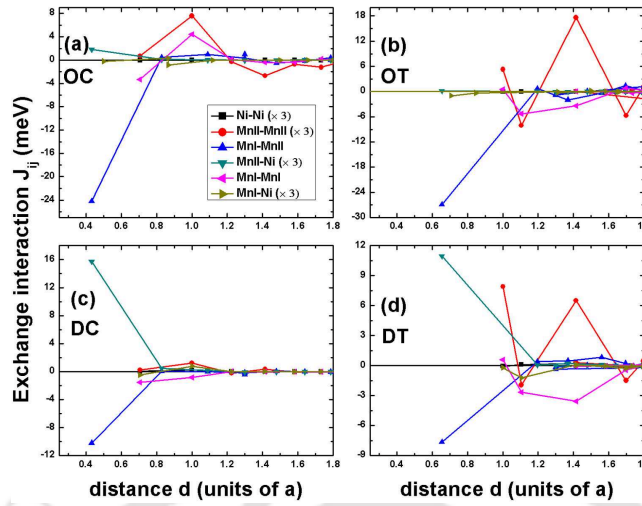 Exchange interaction J_ij (meV)
8
4
0
-4
-8
-12
-16
-20
-24
(a)
OC
Ni-Ni (× 3)
MnII-MnII (× 3)
MnI-MnII
MnII-Ni (× 3)
MnI-MnI
MnI-Ni (× 3)
0.4 0.6 0.8 1.0 1.2 1.4 1.6 1.8
18
12
6
0
-6
-12
-18
-24
-30
(b)
OT
0.4 0.6 0.8 1.0 1.2 1.4 1.6 1.8
16
12
8
4
0
-4
-8
-12
(c)
DC
0.4 0.6 0.8 1.0 1.2 1.4 1.6 1.8
distance d (units of a)
12
9
6
3
0
-3
-6
-9
(d)
DT
0.4 0.6 0.8 1.0 1.2 1.4 1.6 1.8
distance d (units of a)